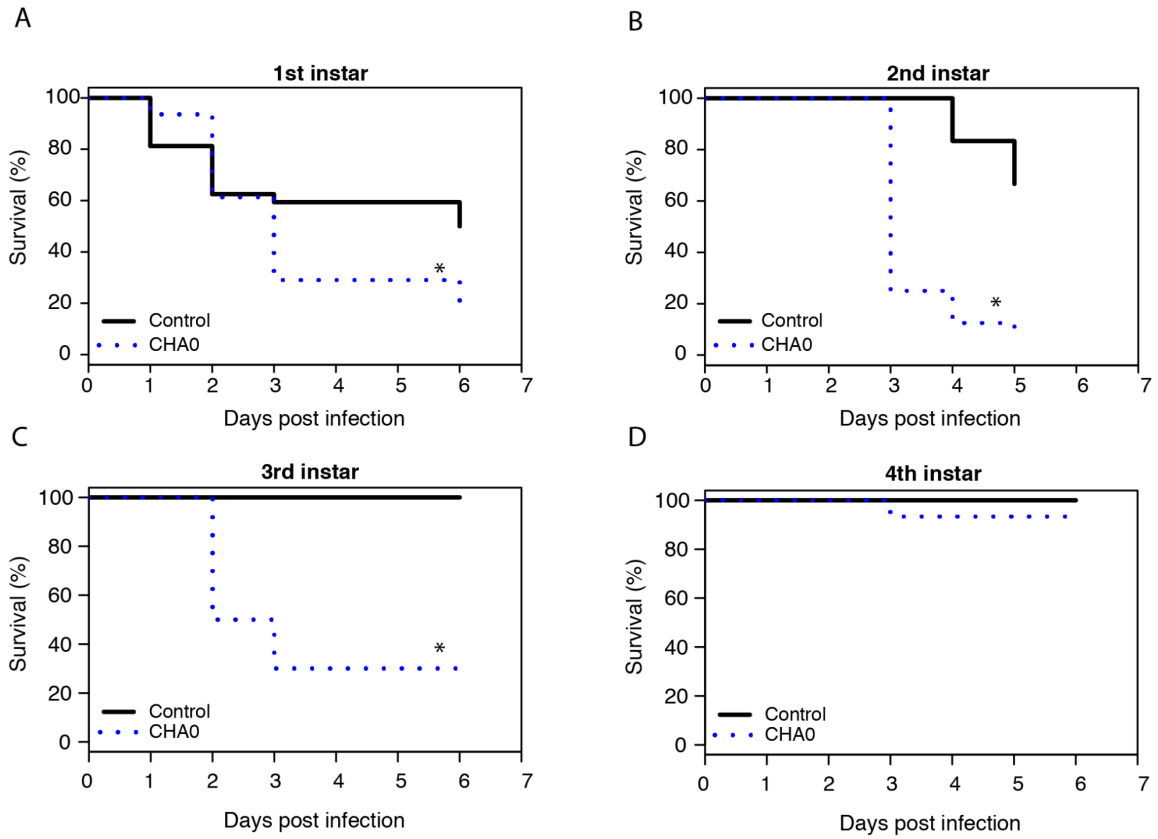 A
1st instar
Survival (%)
100
80
60
40
20
0
*
Control
CHA0
0 1 2 3 4 5 6 7
Days post infection
B
2nd instar
Survival (%)
100
80
60
40
20
0
*
Control
CHA0
0 1 2 3 4 5 6 7
Days post infection
C
3rd instar
Survival (%)
100
80
60
40
20
0
*
Control
CHA0
0 1 2 3 4 5 6 7
Days post infection
D
4th instar
Survival (%)
100
80
60
40
20
0
Control
CHA0
0 1 2 3 4 5 6 7
Days post infection